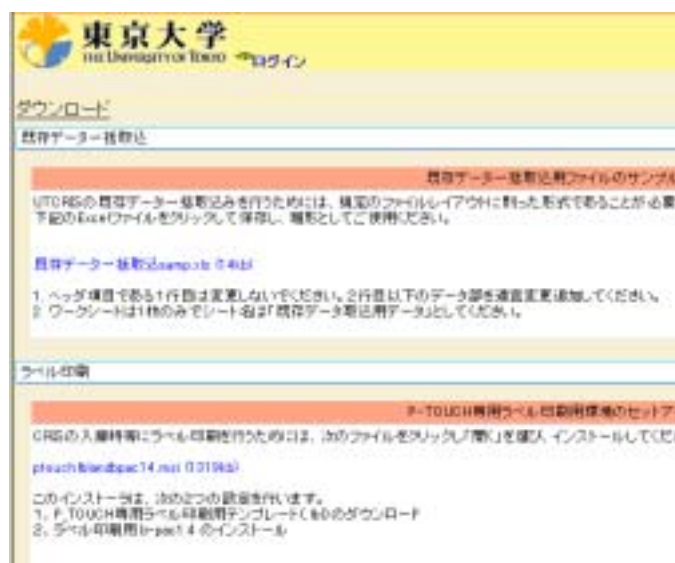 東京大学
THE UNIVERSITY OF TOKYO ログイン
ダウンロード
既存データ一括取込
既存データ一括取込用ファイルのサンプル
UTCRISの既存データ一括取込みを行うためには、規定のファイルレイアウトに則った形式であることが必要
下記のExcelファイルをクリックして保存し、雛形としてご使用ください。
既存データ一括取込samp.xls (14kb)
1. ヘッダ項目である1行目は変更しないでください。2行目以下のデータ部を適宜変更追加してください。
2. ワークシートは1枚のみでシート名は「既存データ取込用データ」としてください。
ラベル印刷
P-TOUCH専用ラベル印刷用環境のセットア
CRISの入庫時等にラベル印刷を行うためには、次のファイルをクリックし「開く」を選び、インストールしてくだ
(1319kb)
このインストーラは、次の2つの設定を行います。
1. P_TOUCH専用ラベル印刷用テンプレート( のダウンロード
2. ラベル印刷用b-pac1.4 のインストール